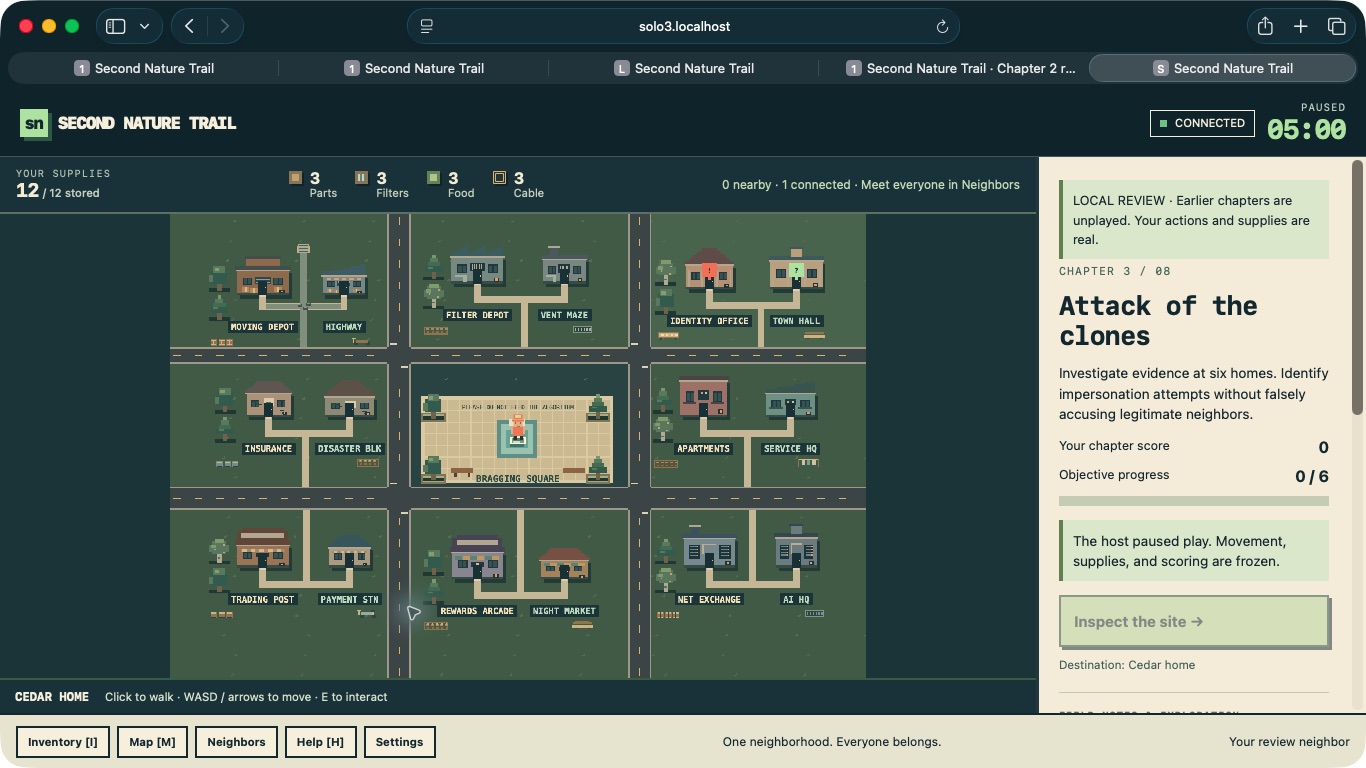 solo3.localhost
1 Second Nature Trail
1 Second Nature Trail
L Second Nature Trail
1 Second Nature Trail · Chapter 2 r...
S Second Nature Trail
sn SECOND NATURE TRAIL
CONNECTED
PAUSED
05:00
YOUR SUPPLIES
12 / 12 stored
3 Parts
3 Filters
3 Food
3 Cable
0 nearby · 1 connected · Meet everyone in Neighbors
MOVING DEPOT
HIGHWAY
FILTER DEPOT
VENT MAZE
!
?
IDENTITY OFFICE
TOWN HALL
INSURANCE
DISASTER BLK
BRAGGING SQUARE
APARTMENTS
SERVICE HQ
TRADING POST
PAYMENT STN
REWARDS ARCADE
NIGHT MARKET
NET EXCHANGE
AI HQ
CEDAR HOME
Click to walk · WASD / arrows to move · E to interact
LOCAL REVIEW · Earlier chapters are
unplayed. Your actions and supplies are
real.
CHAPTER 3 / 08
Attack of the
clones
Investigate evidence at six homes. Identify
impersonation attempts without falsely
accusing legitimate neighbors.
Your chapter score 0
Objective progress 0 / 6
The host paused play. Movement,
supplies, and scoring are frozen.
Inspect the site →
Destination: Cedar home
Inventory [I]
Map [M]
Neighbors
Help [H]
Settings
One neighborhood. Everyone belongs.
Your review neighbor